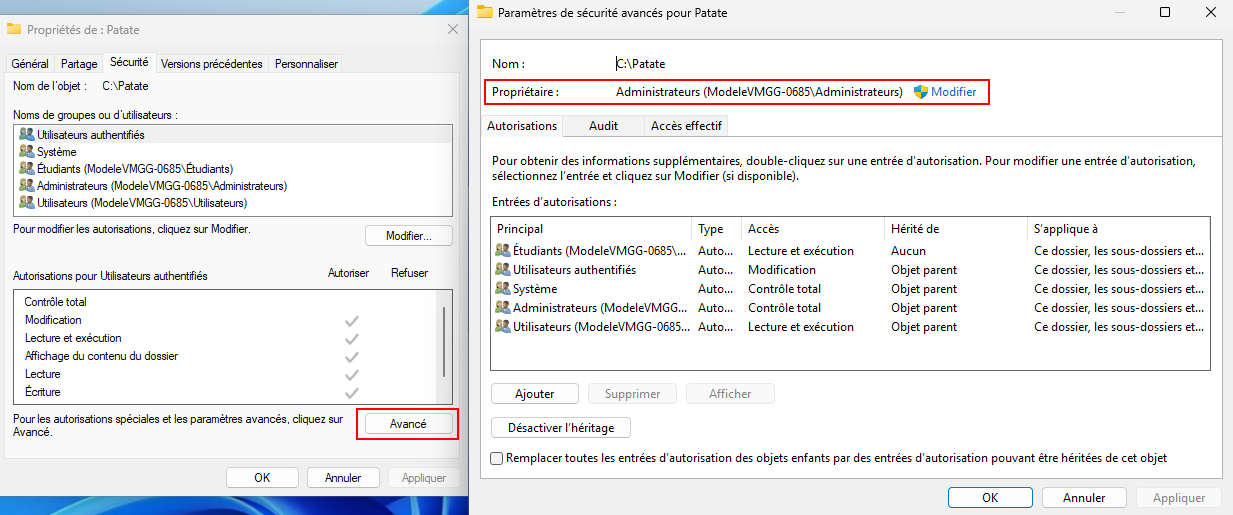 Propriétés de : Patate
Général Partage Sécurité Versions précédentes Personnaliser
Nom de l'objet : C:\Patate
Noms de groupes ou d'utilisateurs :
Utilisateurs authentifiés
Système
Étudiants (ModeleVMGG-0685\Étudiants)
Administrateurs (ModeleVMGG-0685\Administrateurs)
Utilisateurs (ModeleVMGG-0685\Utilisateurs)
Pour modifier les autorisations, cliquez sur Modifier.
Modifier...
Autorisations pour Utilisateurs authentifiés Autoriser Refuser
Contrôle total
Modification
Lecture et exécution
Affichage du contenu du dossier
Lecture
Écriture
Pour les autorisations spéciales et les paramètres avancés, cliquez sur
Avancé.
Avancé
OK Annuler Appliquer
Paramètres de sécurité avancés pour Patate
Nom : C:\Patate
Propriétaire : Administrateurs (ModeleVMGG-0685\Administrateurs) Modifier
Autorisations Audit Accès effectif
Pour obtenir des informations supplémentaires, double-cliquez sur une entrée d'autorisation. Pour modifier une entrée d'autorisation,
sélectionnez l'entrée et cliquez sur Modifier (si disponible).
Entrées d'autorisations :
Principal Type Accès Hérité de S'applique à
Étudiants (ModeleVMGG-0685\... Auto... Lecture et exécution Aucun Ce dossier, les sous-dossiers et...
Utilisateurs authentifiés Auto... Modification Objet parent Ce dossier, les sous-dossiers et...
Système Auto... Contrôle total Objet parent Ce dossier, les sous-dossiers et...
Administrateurs (ModeleVMGG... Auto... Contrôle total Objet parent Ce dossier, les sous-dossiers et...
Utilisateurs (ModeleVMGG-0685... Auto... Lecture et exécution Objet parent Ce dossier, les sous-dossiers et...
Ajouter Supprimer Afficher
Désactiver l'héritage
Remplacer toutes les entrées d'autorisation des objets enfants par des entrées d'autorisation pouvant être héritées de cet objet
OK Annuler Appliquer